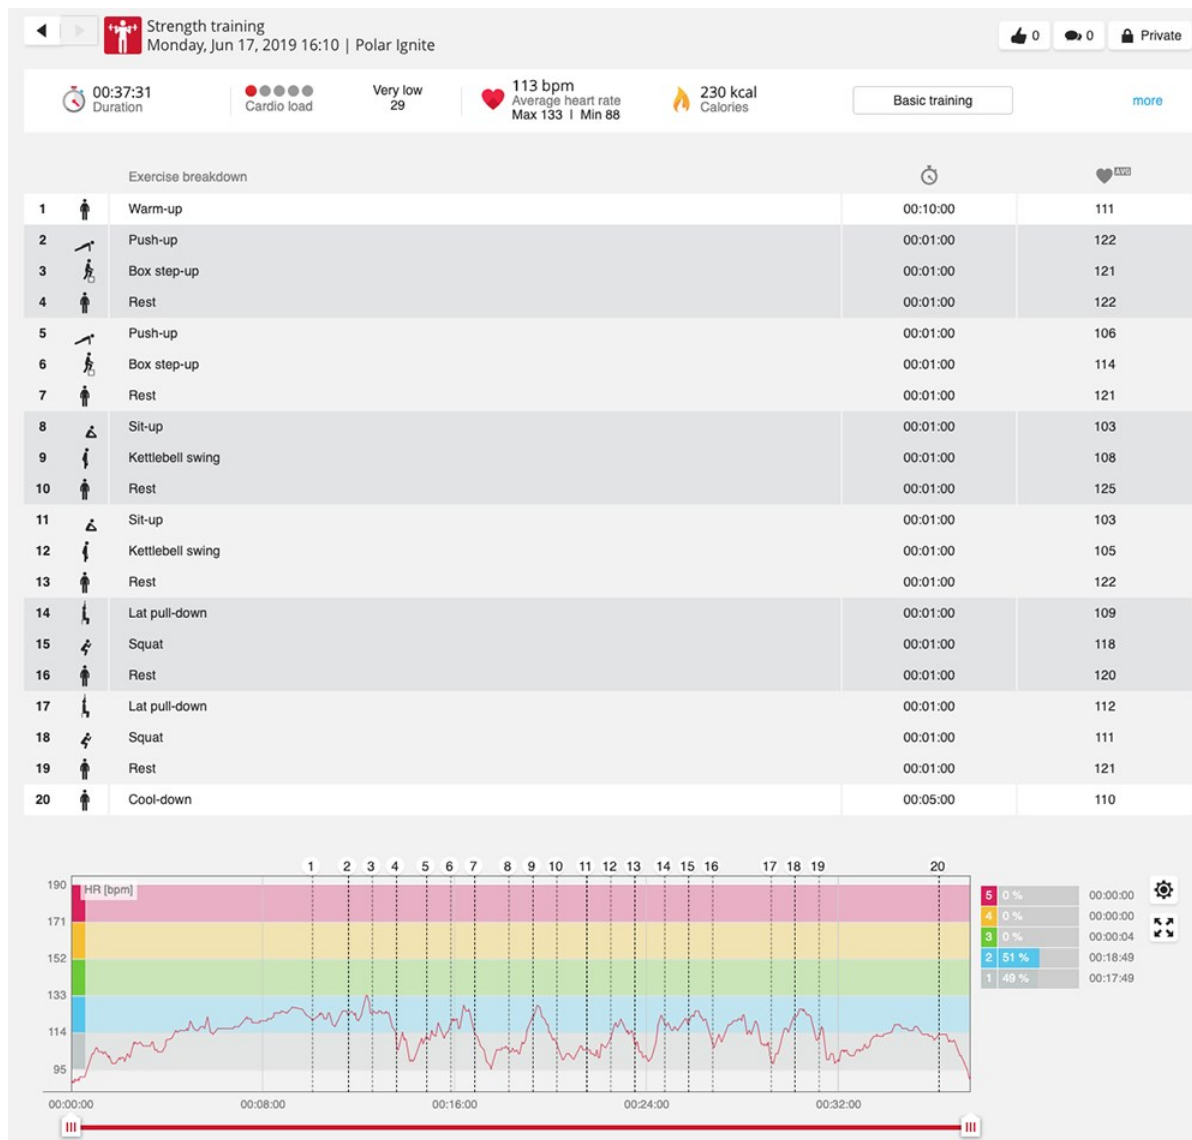 Strength training
Monday, Jun 17, 2019 16:10 | Polar Ignite
0 0 Private
00:37:31
Duration
Cardio load
Very low
29
113 bpm
Average heart rate
Max 133 | Min 88
230 kcal
Calories
Basic training
more
Exercise breakdown AVG
1 Warm-up 00:10:00 111
2 Push-up 00:01:00 122
3 Box step-up 00:01:00 121
4 Rest 00:01:00 122
5 Push-up 00:01:00 106
6 Box step-up 00:01:00 114
7 Rest 00:01:00 121
8 Sit-up 00:01:00 103
9 Kettlebell swing 00:01:00 108
10 Rest 00:01:00 125
11 Sit-up 00:01:00 103
12 Kettlebell swing 00:01:00 105
13 Rest 00:01:00 122
14 Lat pull-down 00:01:00 109
15 Squat 00:01:00 118
16 Rest 00:01:00 120
17 Lat pull-down 00:01:00 112
18 Squat 00:01:00 111
19 Rest 00:01:00 121
20 Cool-down 00:05:00 110
1 2 3 4 5 6 7 8 9 10 11 12 13 14 15 16 17 18 19 20
HR [bpm]
190
171
152
133
114
95
00:00:00 00:08:00 00:16:00 00:24:00 00:32:00
5 0 % 00:00:00
4 0 % 00:00:00
3 0 % 00:00:04
2 51 % 00:18:49
1 49 % 00:17:49